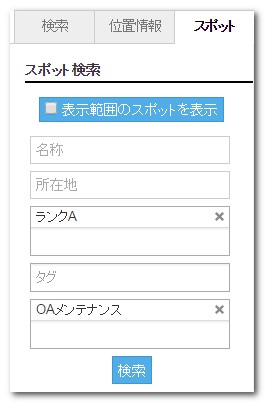 検索 位置情報 スポット
スポット検索
表示範囲のスポットを表示
名称
所在地
ランクA ×
タグ
OAメンテナンス ×
検索